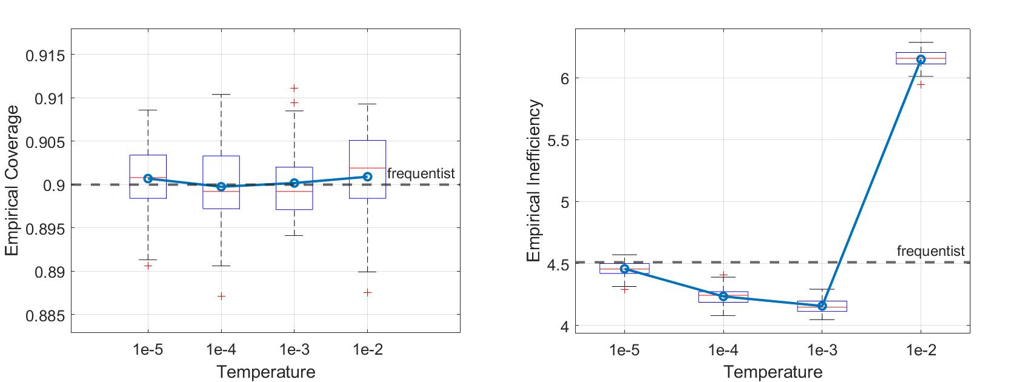 Empirical Coverage
0.915
0.91
0.905
0.9
0.895
0.89
0.885
frequentist
1e-5 1e-4 1e-3 1e-2
Temperature
Empirical Inefficiency
6
5.5
5
4.5
4
frequentist
1e-5 1e-4 1e-3 1e-2
Temperature